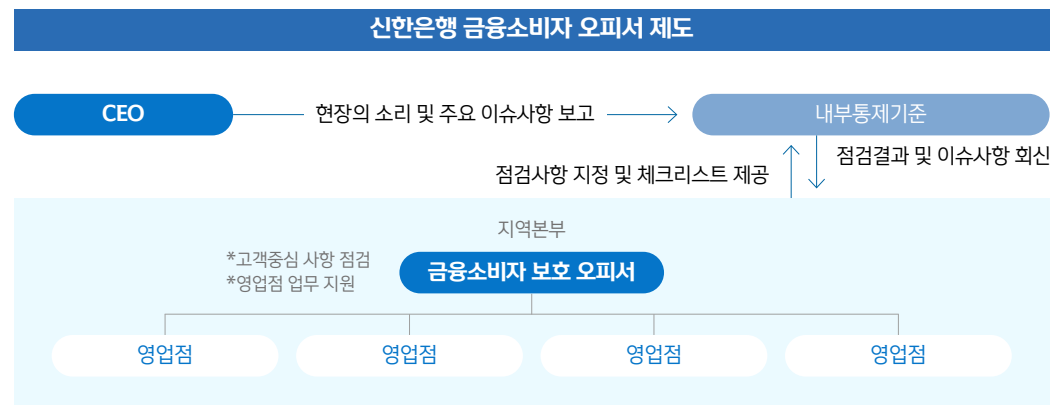 신한은행 금융소비자 오피서 제도
CEO
현장의 소리 및 주요 이슈사항 보고
내부통제기준
점검결과 및 이슈사항 회신
점검사항 지정 및 체크리스트 제공
지역본부
*고객중심 사항 점검
*영업점 업무 지원
금융소비자 보호 오피서
영업점
영업점
영업점
영업점